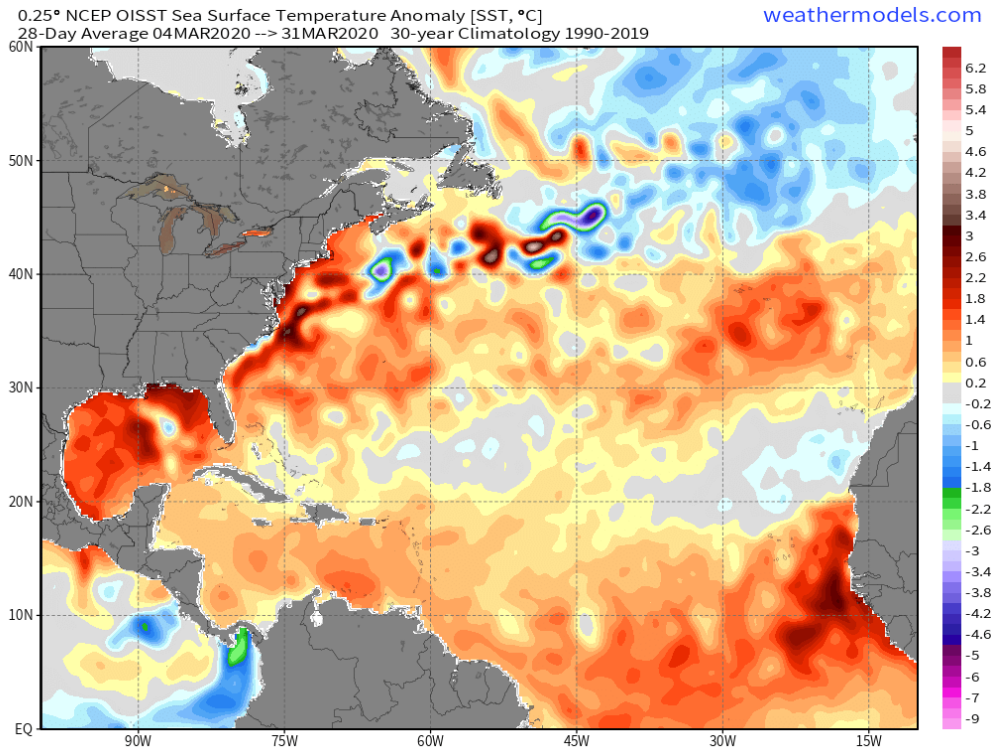 0.25° NCEP OISST Sea Surface Temperature Anomaly [SST, °C]
weathermodels.com
28-Day Average 04MAR2020 --> 31MAR2020 30-year Climatology 1990-2019
60N
50N
40N
30N
20N
10N
EQ
90W
75W
60W
45W
30W
15W
6.2
5.8
5.4
5
4.6
4.2
3.8
3.4
3
2.6
2.2
1.8
1.4
1
0.6
0.2
-0.2
-0.6
-1
-1.4
-1.8
-2.2
-2.6
-3
-3.4
-3.8
-4.2
-4.6
-5
-6
-7
-9